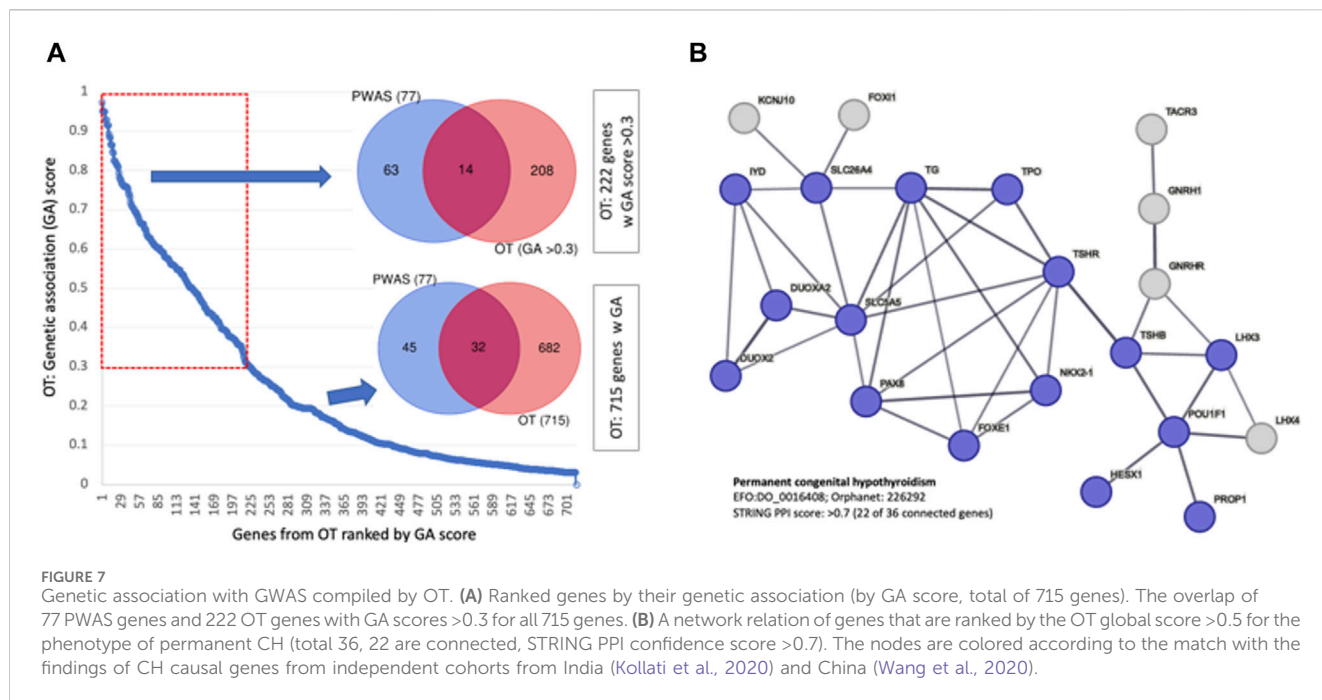 A
OT: Genetic association (GA) score
1
0.9
0.8
0.7
0.6
0.5
0.4
0.3
0.2
0.1
0
1
29
57
85
113
141
169
197
225
253
281
309
337
365
393
421
449
477
505
533
561
589
617
645
673
701
Genes from OT ranked by GA score
PWAS (77)
63
14
208
OT (GA >0.3)
OT: 222 genes
w GA score >0.3
PWAS (77)
45
32
682
OT (715)
OT: 715 genes w GA
B
KCNJ10
FOXI1
TACR3
IYD
SLC26A4
TG
TPO
GNRH1
TSHR
GNRHR
DUOXA2
SLC5A5
TSHB
LHX3
DUOX2
PAX8
NKX2-1
FOXE1
POU1F1
LHX4
HESX1
PROP1
Permanent congenital hypothyroidism
EFO:DO_0016408; Orphanet: 226292
STRING PPI score: >0.7 (22 of 36 connected genes)
FIGURE 7
Genetic association with GWAS compiled by OT. (A) Ranked genes by their genetic association (by GA score, total of 715 genes). The overlap of
77 PWAS genes and 222 OT genes with GA scores >0.3 for all 715 genes. (B) A network relation of genes that are ranked by the OT global score >0.5 for the
phenotype of permanent CH (total 36, 22 are connected, STRING PPI confidence score >0.7). The nodes are colored according to the match with the
findings of CH causal genes from independent cohorts from India (Kollati et al., 2020) and China (Wang et al., 2020).